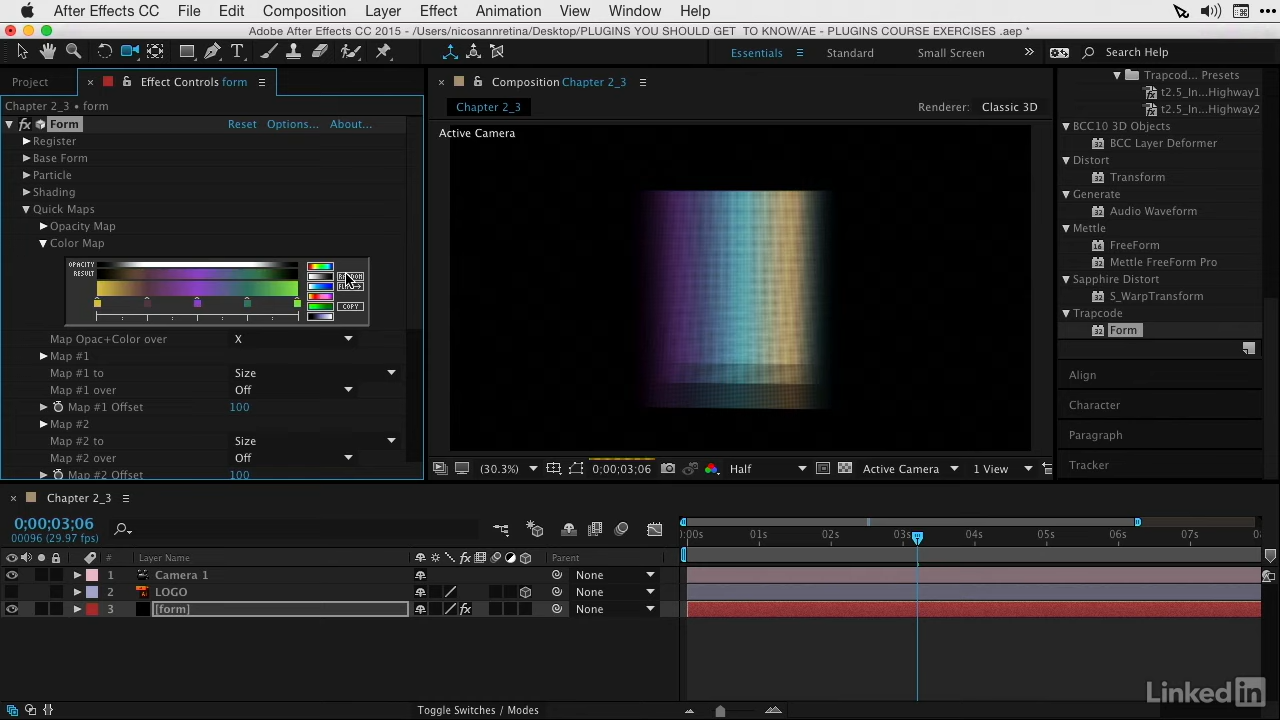 After Effects CC File Edit Composition Layer Effect Animation View Window Help
Adobe After Effects CC 2015 - /Users/nicosannretina/Desktop/PLUGINS YOU SHOULD GET TO KNOW/AE - PLUGINS COURSE EXERCISES .aep *
Essentials Standard Small Screen Search Help
Project Effect Controls form
Chapter 2_3 • form
Form Reset Options... About...
Register
Base Form
Particle
Shading
Quick Maps
Opacity Map
Color Map
OPACITY
RESULT
RANDOM
COPY
Map Opac+Color over X
Map #1
Map #1 to Size
Map #1 over Off
Map #1 Offset 100
Map #2
Map #2 to Size
Map #2 over Off
Map #2 Offset 100
Composition Chapter 2_3
Chapter 2_3 Renderer: Classic 3D
Active Camera
(30.3%) 0;00;03;06 Half Active Camera 1 View
Trapcod... Presets
t2.5_In...Highway1
t2.5_In...Highway2
BCC10 3D Objects
BCC Layer Deformer
Distort
Transform
Generate
Audio Waveform
Mettle
FreeForm
Mettle FreeForm Pro
Sapphire Distort
S_WarpTransform
Trapcode
Form
Align
Character
Paragraph
Tracker
Chapter 2_3
0;00;03;06
00096 (29.97 fps)
:00s 01s 02s 03s 04s 05s 06s 07s
# Layer Name Parent
1 Camera 1 None
2 LOGO None
3 [form] None
Toggle Switches / Modes
LinkedIn